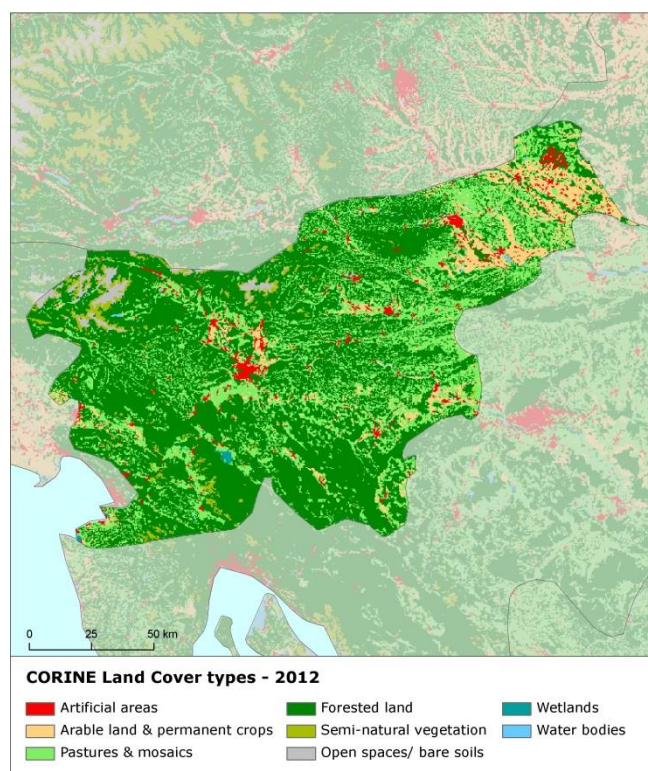 0 25 50 km
CORINE Land Cover types - 2012
Artificial areas
Forested land
Wetlands
Arable land & permanent crops
Semi-natural vegetation
Water bodies
Pastures & mosaics
Open spaces/ bare soils